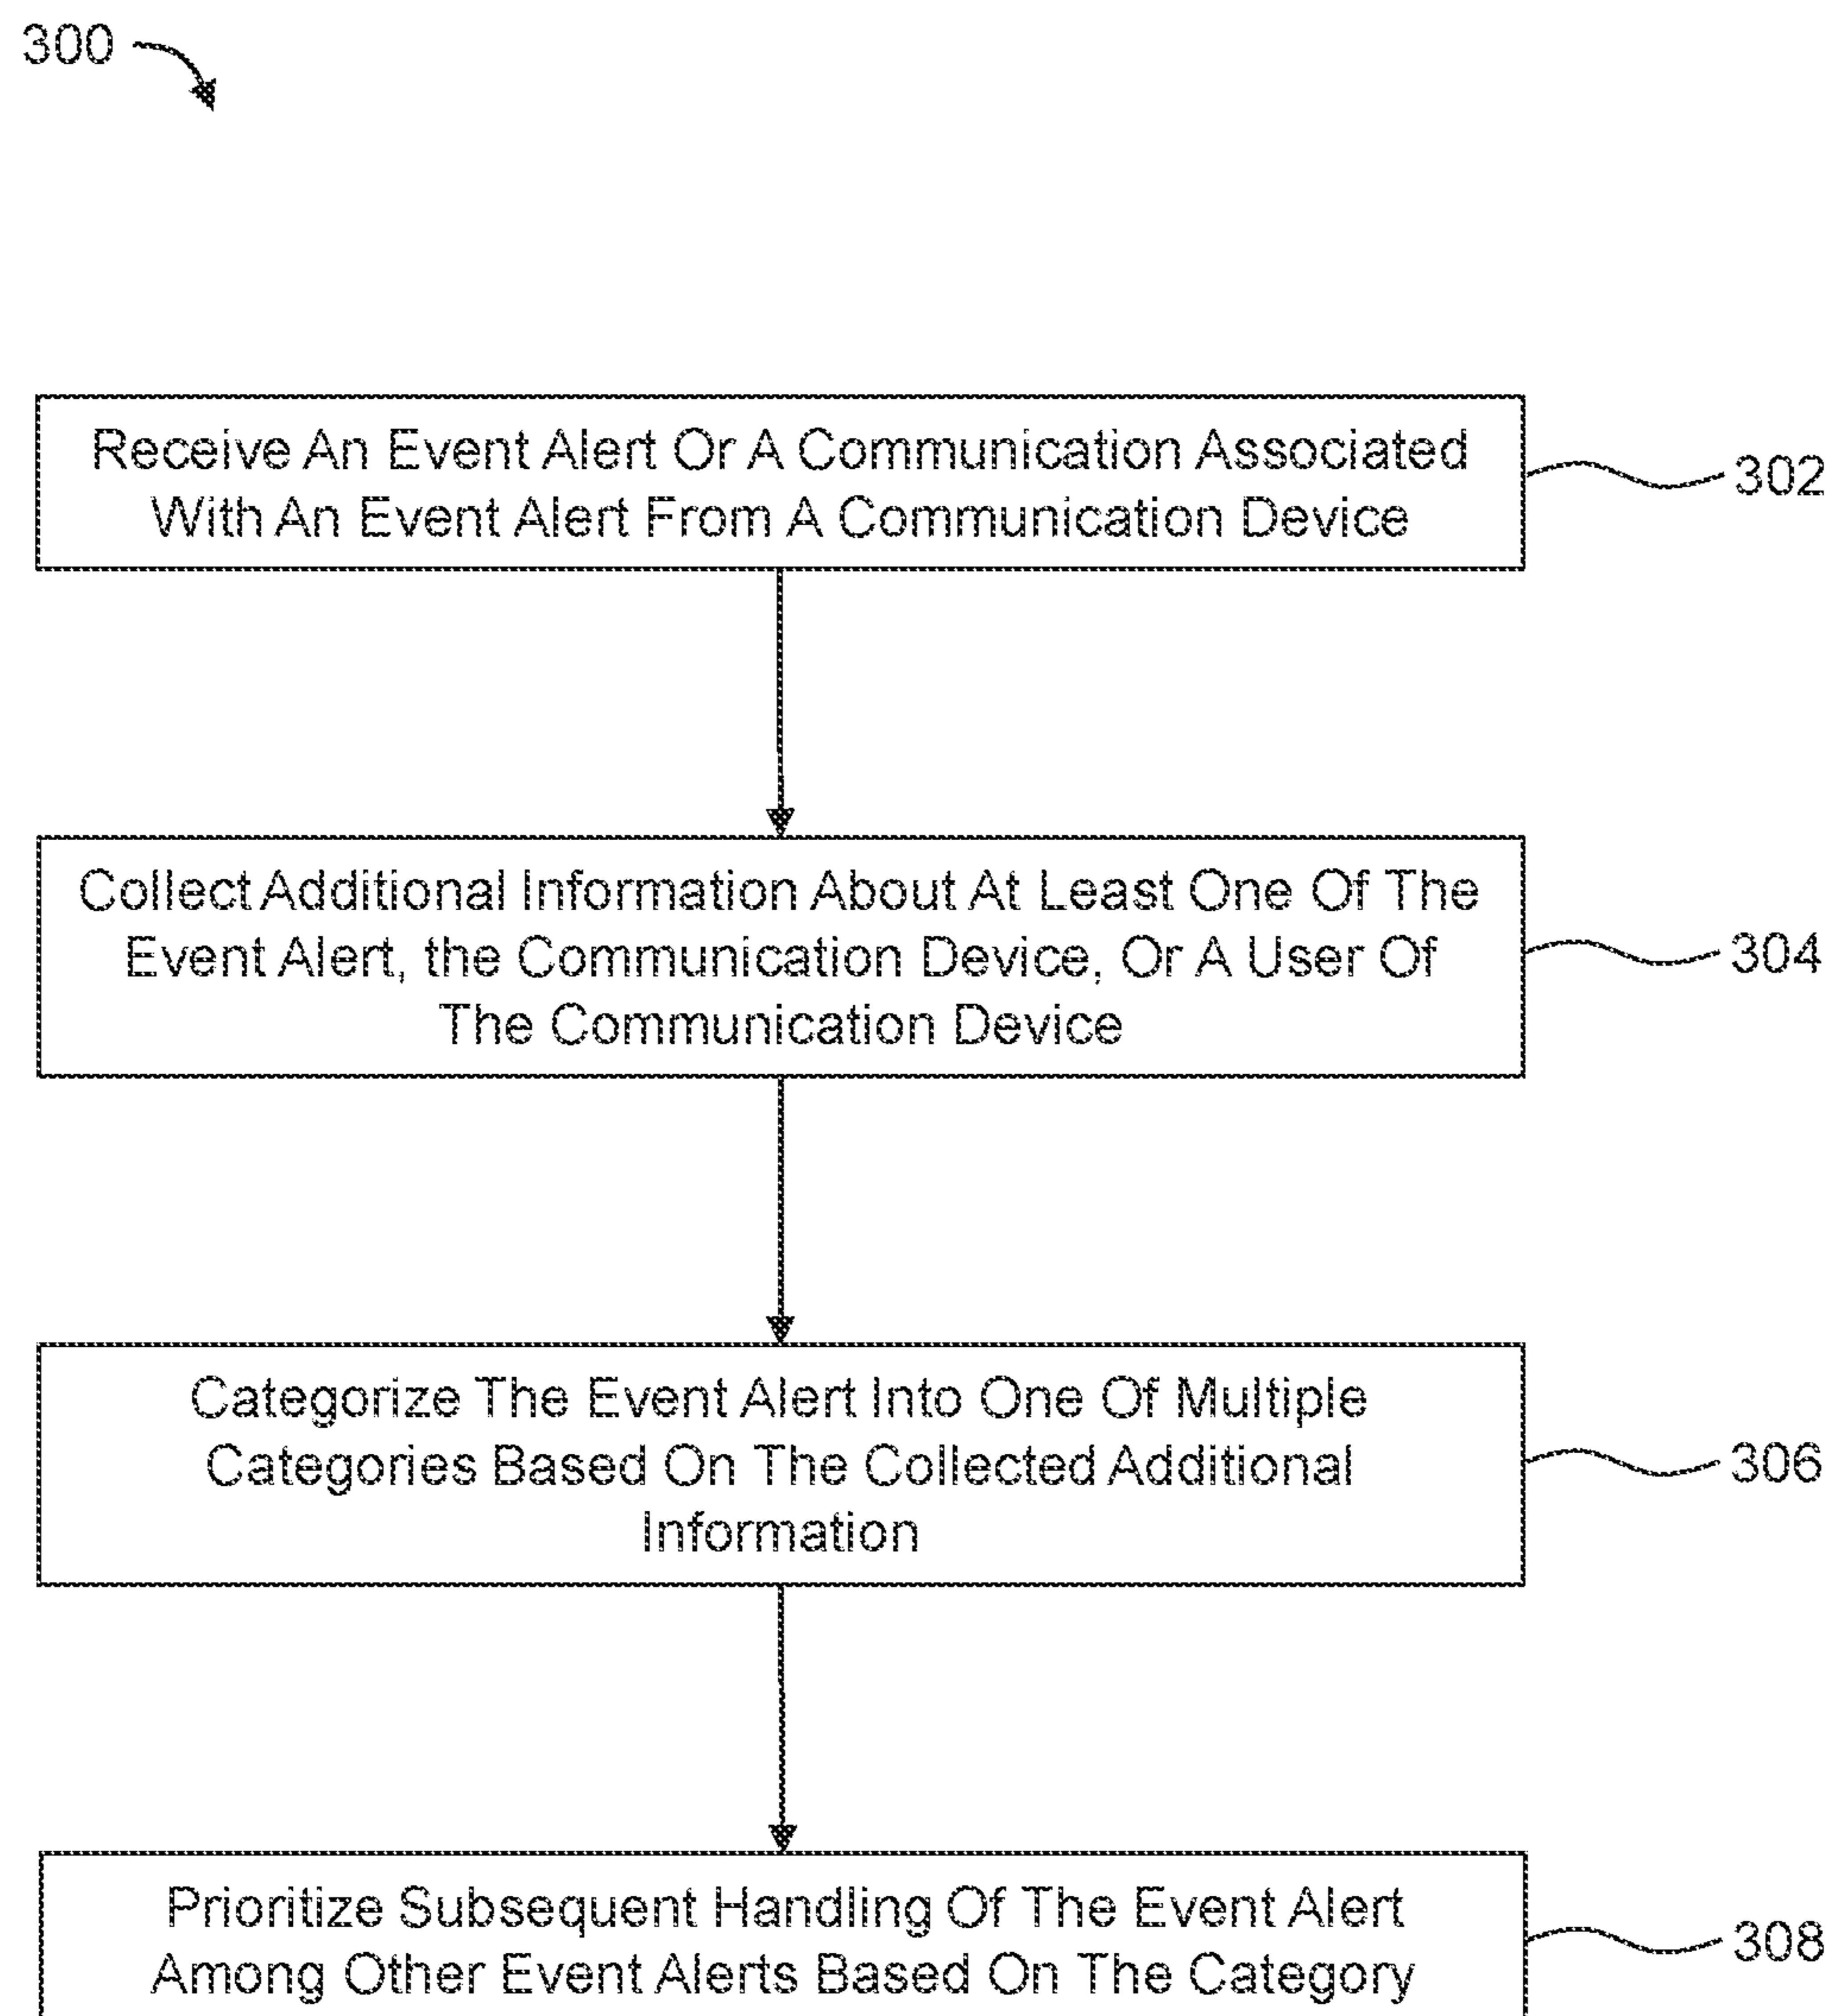 300
Receive An Event Alert Or A Communication Associated
With An Event Alert From A Communication Device
302
Collect Additional Information About At Least One Of The
Event Alert, the Communication Device, Or A User Of
The Communication Device
304
Categorize The Event Alert Into One Of Multiple
Categories Based On The Collected Additional
Information
306
Prioritize Subsequent Handling Of The Event Alert
Among Other Event Alerts Based On The Category
308